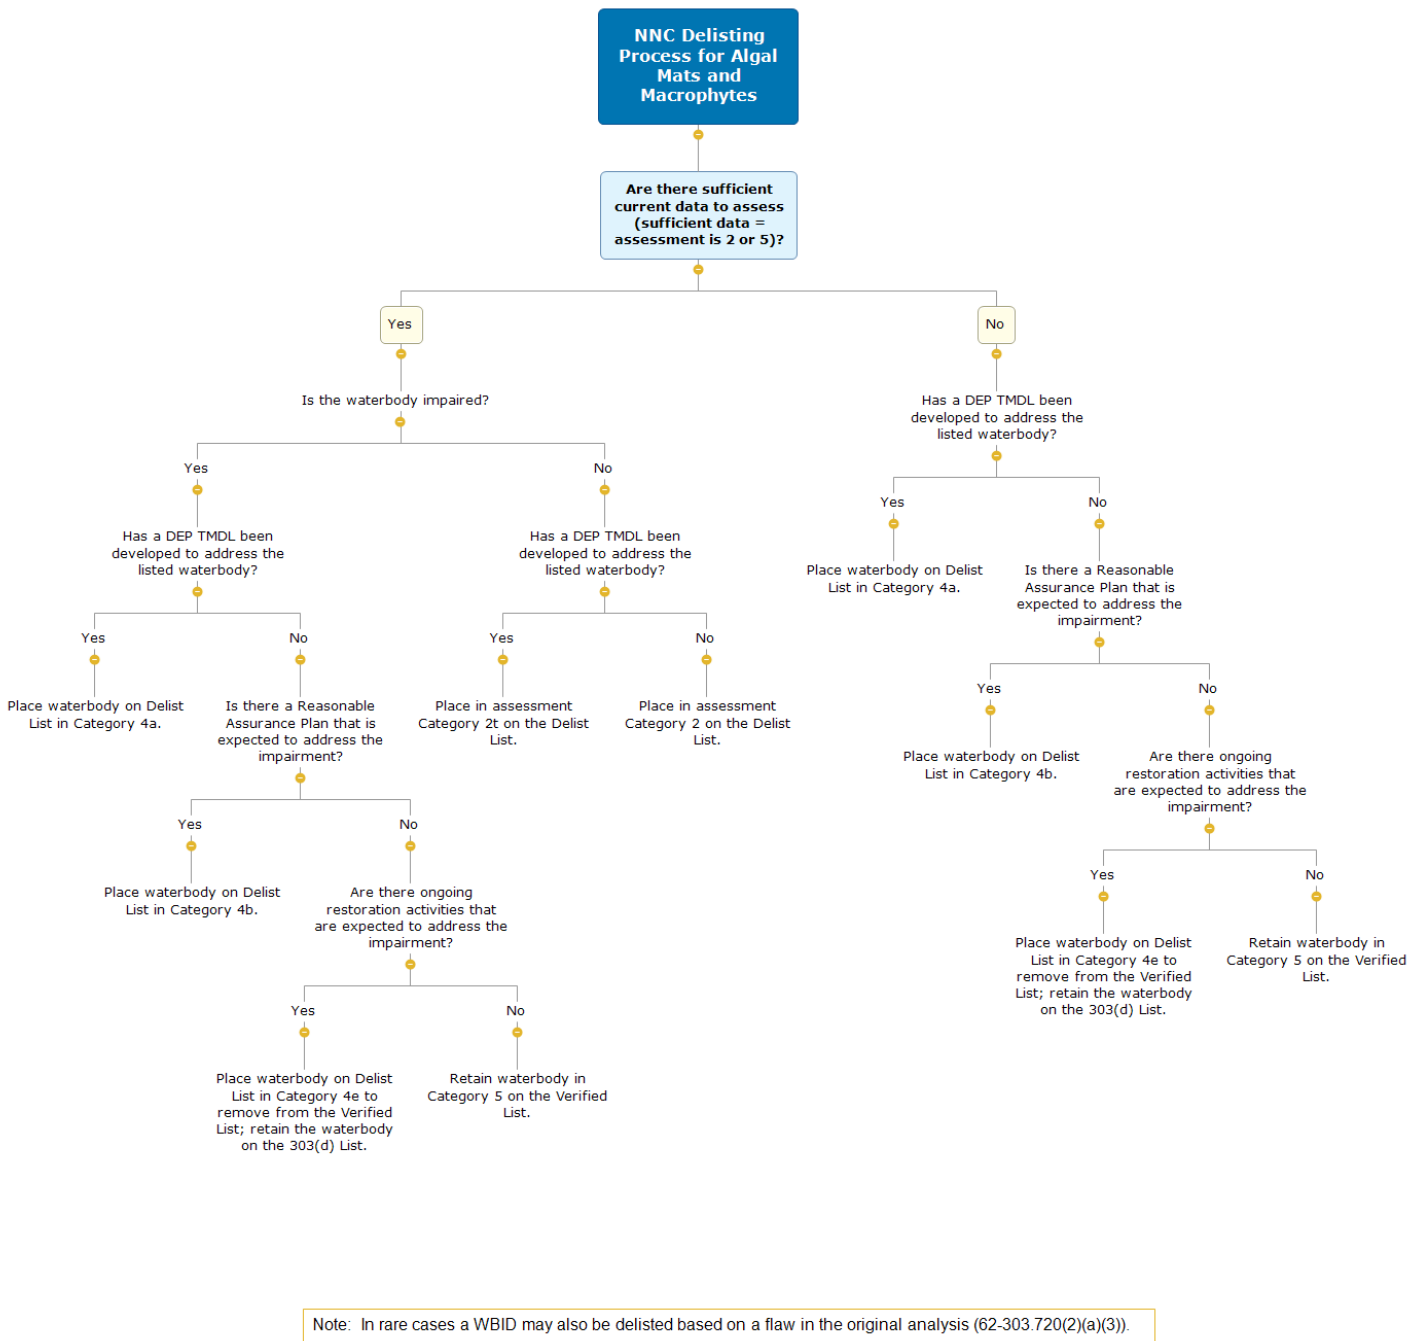 NNC Delisting
Process for Algal
Mats and
Macrophytes
Are there sufficient
current data to assess
(sufficient data =
assessment is 2 or 5)?
Yes
No
Is the waterbody impaired?
Has a DEP TMDL been
developed to address the
listed waterbody?
Yes
No
Yes
No
Has a DEP TMDL been
developed to address the
listed waterbody?
Has a DEP TMDL been
developed to address the
listed waterbody?
Place waterbody on Delist
List in Category 4a.
Is there a Reasonable
Assurance Plan that is
expected to address the
impairment?
Yes
No
Yes
No
Yes
No
Place waterbody on Delist
List in Category 4a.
Is there a Reasonable
Assurance Plan that is
expected to address the
impairment?
Place in assessment
Category 2t on the Delist
List.
Place in assessment
Category 2 on the Delist
List.
Place waterbody on Delist
List in Category 4b.
Are there ongoing
restoration activities that
are expected to address the
impairment?
Yes
No
Yes
No
Place waterbody on Delist
List in Category 4b.
Are there ongoing
restoration activities that
are expected to address the
impairment?
Place waterbody on Delist
List in Category 4e to
remove from the Verified
List; retain the waterbody
on the 303(d) List.
Retain waterbody in
Category 5 on the Verified
List.
Yes
No
Place waterbody on Delist
List in Category 4e to
remove from the Verified
List; retain the waterbody
on the 303(d) List.
Retain waterbody in
Category 5 on the Verified
List.
Note:  In rare cases a WBID may also be delisted based on a flaw in the original analysis (62-303.720(2)(a)(3)).